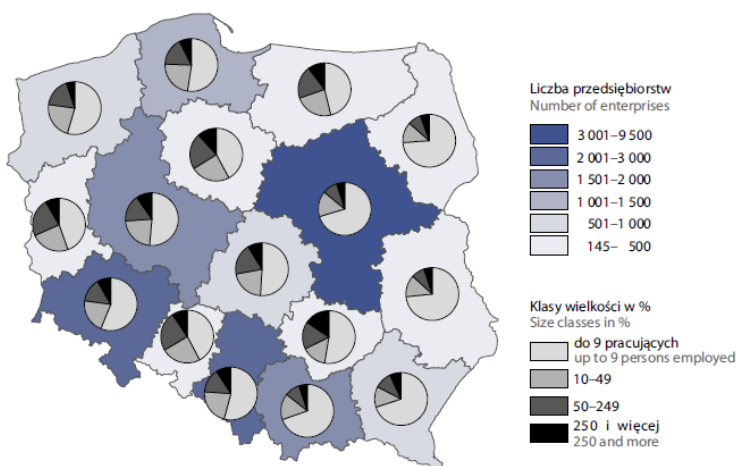 Liczba przedsiębiorstw
Number of enterprises
3 001–9 500
2 001–3 000
1 501–2 000
1 001–1 500
501–1 000
145– 500
Klasy wielkości w %
Size classes in %
do 9 pracujących
up to 9 persons employed
10–49
50–249
250 i więcej
250 and more